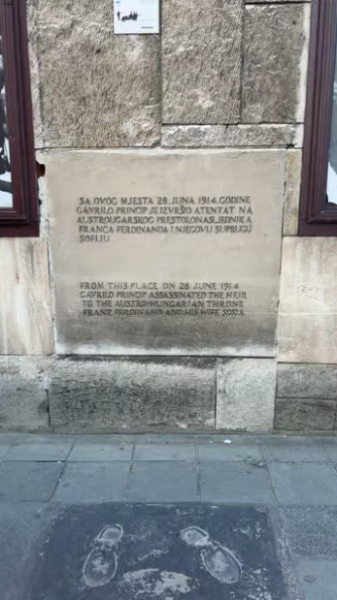 SA OVOG MJESTA 28. JUNA 1914. GODINE
GAVRILO PRINCIP JE IZVRŠIO ATENTAT NA
AUSTROUGARSKOG PRESTOLONASLJEDNIKA
FRANCA FERDINANDA I NJEGOVU SUPRUGU
SOFIJU
FROM THIS PLACE ON 28 JUNE 1914
GAVRILO PRINCIP ASSASSINATED THE HEIR
TO THE AUSTRO-HUNGARIAN THRONE
FRANZ FERDINAND AND HIS WIFE SOFIA